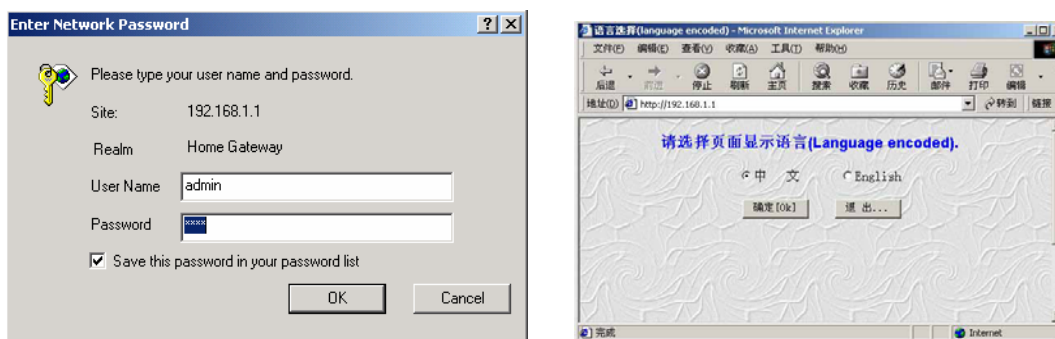 Enter Network Password
Please type your user name and password.
Site: 192.168.1.1
Realm Home Gateway
User Name admin
Password ****
Save this password in your password list
OK Cancel
语言选择(language encoded) - Microsoft Internet Explorer
文件(F) 编辑(E) 查看(V) 收藏(A) 工具(T) 帮助(H)
后退 前进 停止 刷新 主页 搜索 收藏 历史 邮件 打印 编辑
地址(D) http://192.168.1.1 转到 链接
请选择页面显示语言(Language encoded).
中 文 English
确定[Ok] 退 出...
完成 Internet